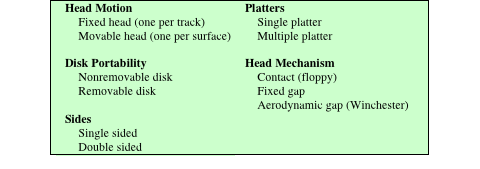 Head Motion
Fixed head (one per track)
Movable head (one per surface)
Disk Portability
Nonremovable disk
Removable disk
Sides
Single sided
Double sided
Platters
Single platter
Multiple platter
Head Mechanism
Contact (floppy)
Fixed gap
Aerodynamic gap (Winchester)